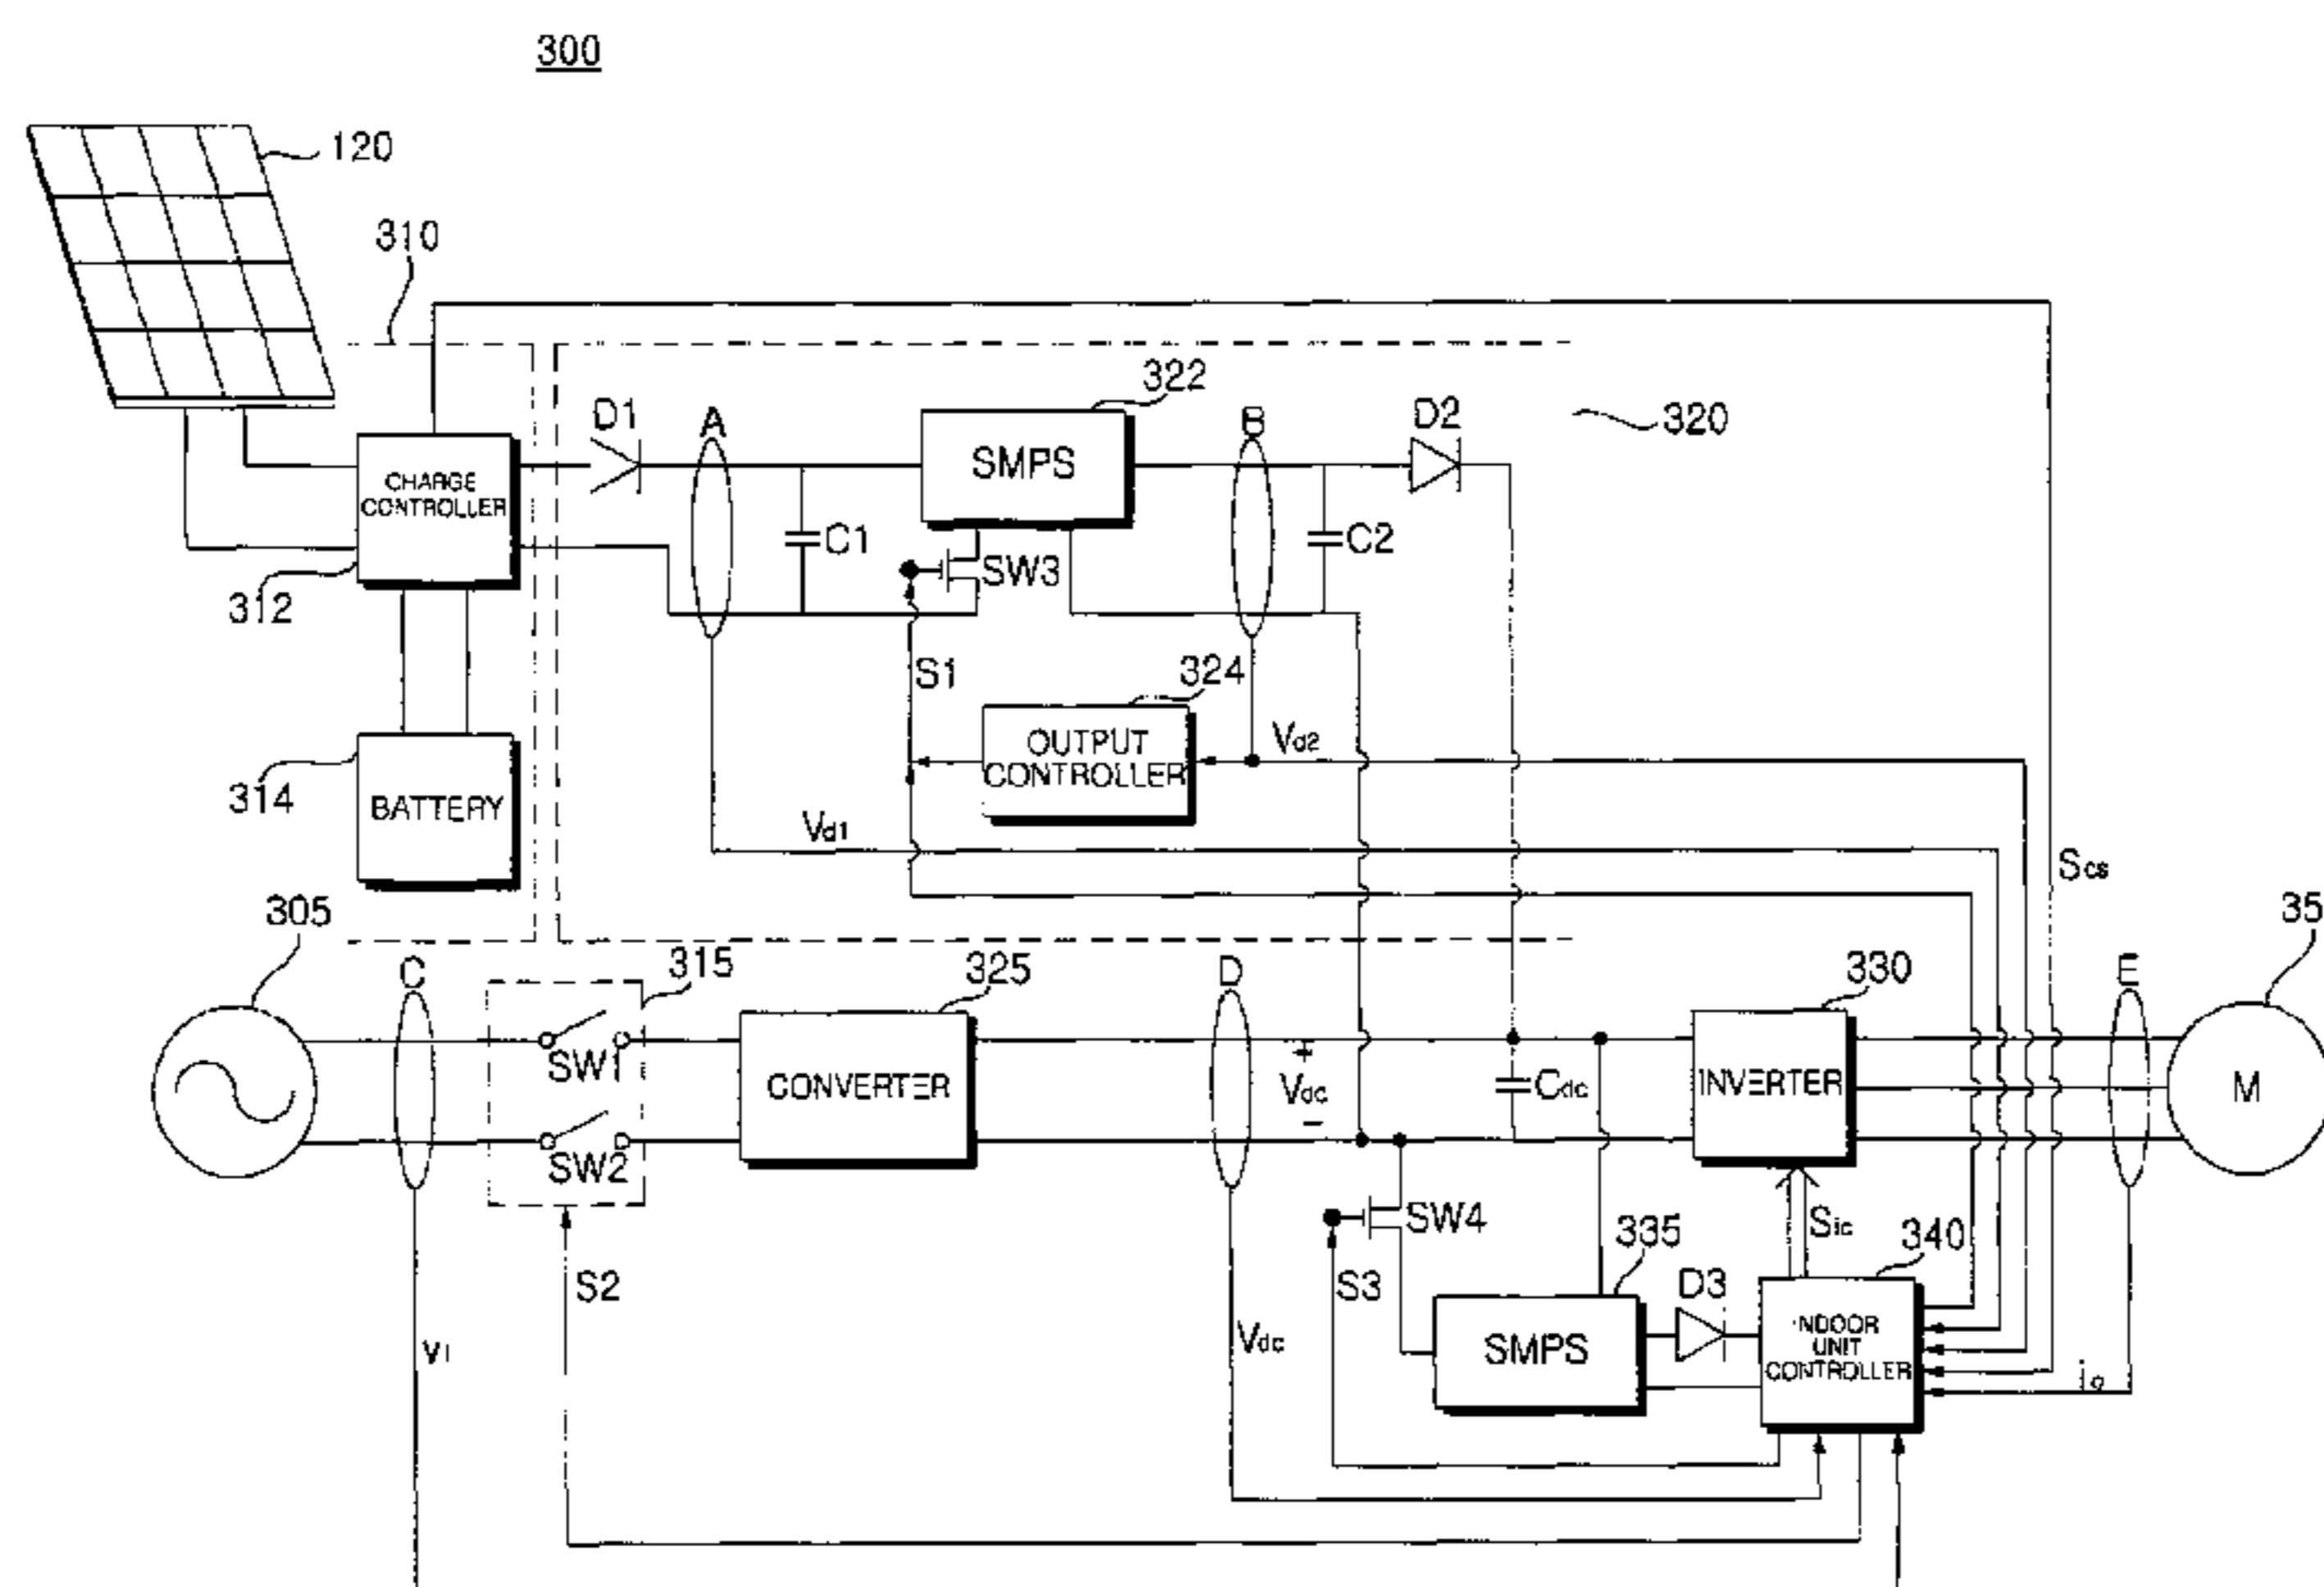 300
120
310
322
D1
A
B
D2
320
SMPS
CHARGE
CONTROLLER
C1
C2
SW3
312
S1
324
OUTPUT
CONTROLLER
Vd2
314
BATTERY
Vd1
Scs
305
35
C
315
325
D
330
E
SW1
CONVERTER
+
Vdc
-
Cdc
INVERTER
M
SW2
SW4
Sic
335
340
S2
S3
D3
Vdc
INDOOR
UNIT
CONTROLLER
SMPS
io